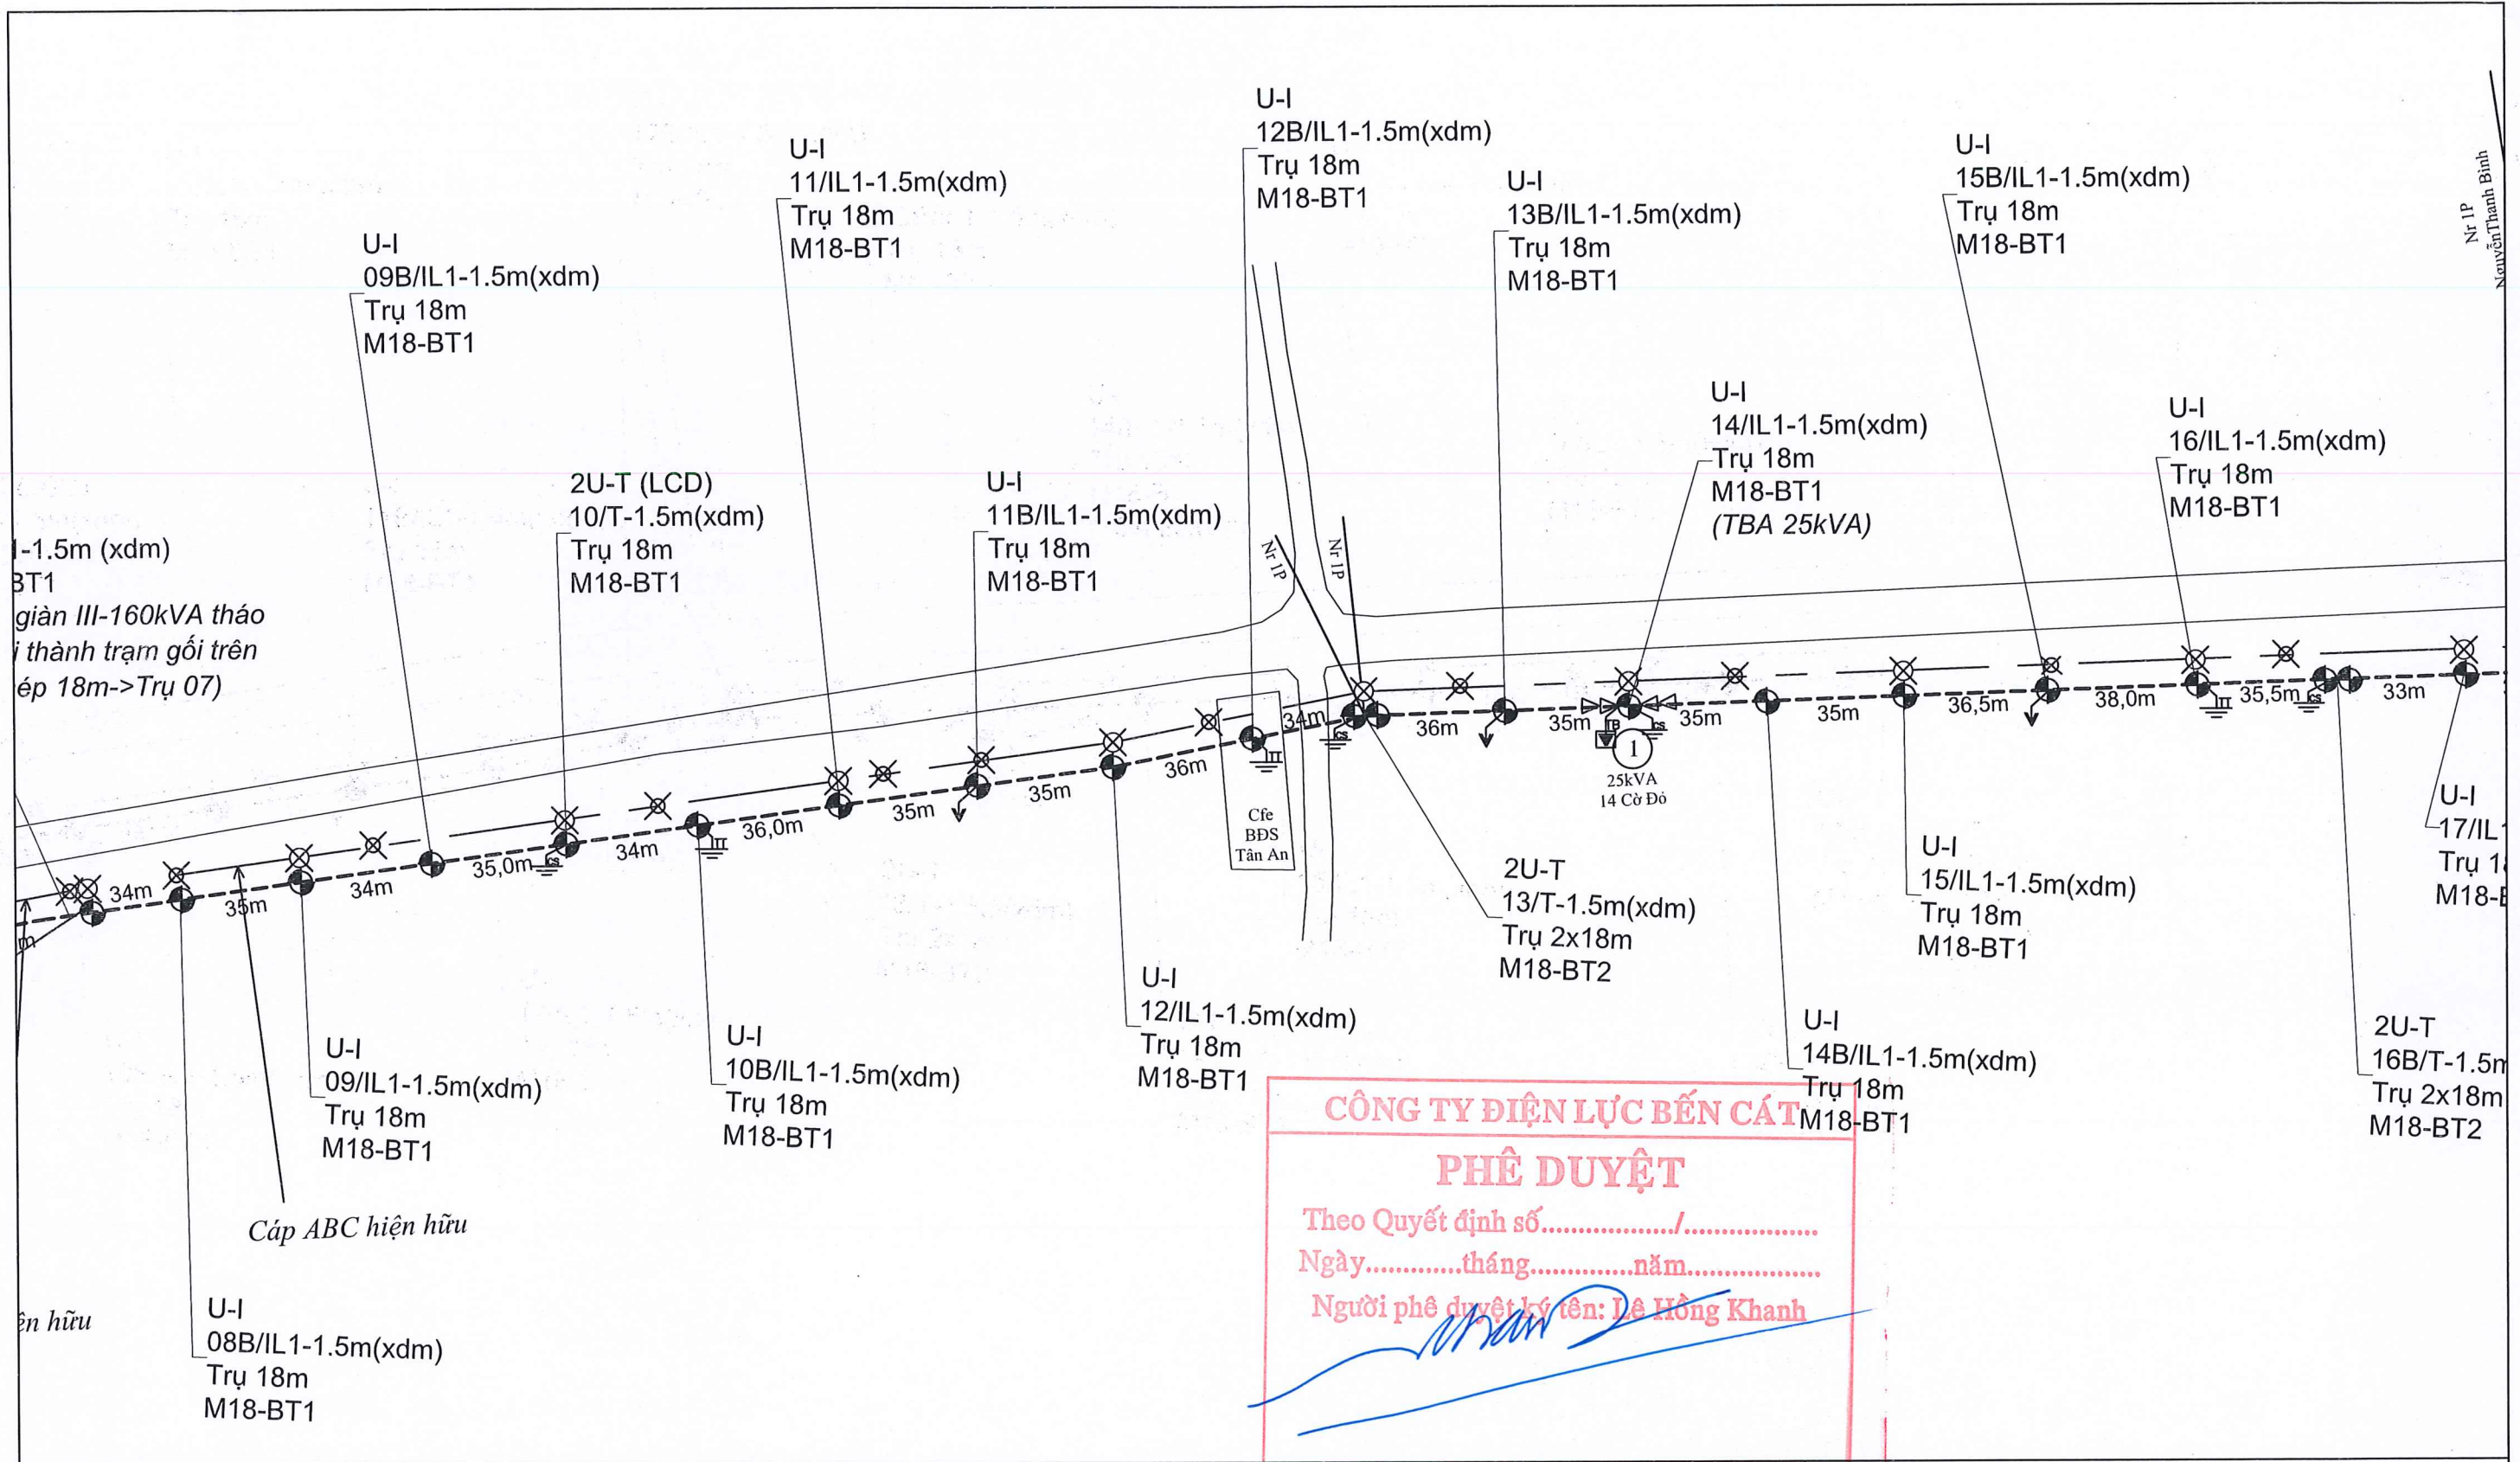 U-I
09B/IL1-1.5m(xdm)
Trụ 18m
M18-BT1
U-I
11/IL1-1.5m(xdm)
Trụ 18m
M18-BT1
U-I
12B/IL1-1.5m(xdm)
Trụ 18m
M18-BT1
U-I
13B/IL1-1.5m(xdm)
Trụ 18m
M18-BT1
U-I
15B/IL1-1.5m(xdm)
Trụ 18m
M18-BT1
Nr 1P
NguyễnThanh Bình
-1.5m (xdm)
BT1
giàn III-160kVA tháo
i thành trạm gối trên
ép 18m->Trụ 07)
2U-T (LCD)
10/T-1.5m(xdm)
Trụ 18m
M18-BT1
U-I
11B/IL1-1.5m(xdm)
Trụ 18m
M18-BT1
Nr 1P
Nr 1P
U-I
14/IL1-1.5m(xdm)
Trụ 18m
M18-BT1
(TBA 25kVA)
U-I
16/IL1-1.5m(xdm)
Trụ 18m
M18-BT1
m
34m
35m
34m
35,0m
CS
34m
TT
36,0m
35m
35m
36m
TT
34m
CS
36m
35m
TB
CS
35m
35m
36,5m
38,0m
TT
35,5m
CS
33m
1
25kVA
14 Cờ Đỏ
Cfe
BĐS
Tân An
U-I
09/IL1-1.5m(xdm)
Trụ 18m
M18-BT1
U-I
10B/IL1-1.5m(xdm)
Trụ 18m
M18-BT1
U-I
12/IL1-1.5m(xdm)
Trụ 18m
M18-BT1
2U-T
13/T-1.5m(xdm)
Trụ 2x18m
M18-BT2
U-I
15/IL1-1.5m(xdm)
Trụ 18m
M18-BT1
U-I
14B/IL1-1.5m(xdm)
Trụ 18m
M18-BT1
U-I
17/IL1
Trụ 18
M18-B
2U-T
16B/T-1.5m
Trụ 2x18m
M18-BT2
Cáp ABC hiện hữu
ện hữu
U-I
08B/IL1-1.5m(xdm)
Trụ 18m
M18-BT1
CÔNG TY ĐIỆN LỰC BẾN CÁT
PHÊ DUYỆT
Theo Quyết định số................./.................
Ngày............tháng.............năm.................
Người phê duyệt ký tên: Lê Hồng Khanh